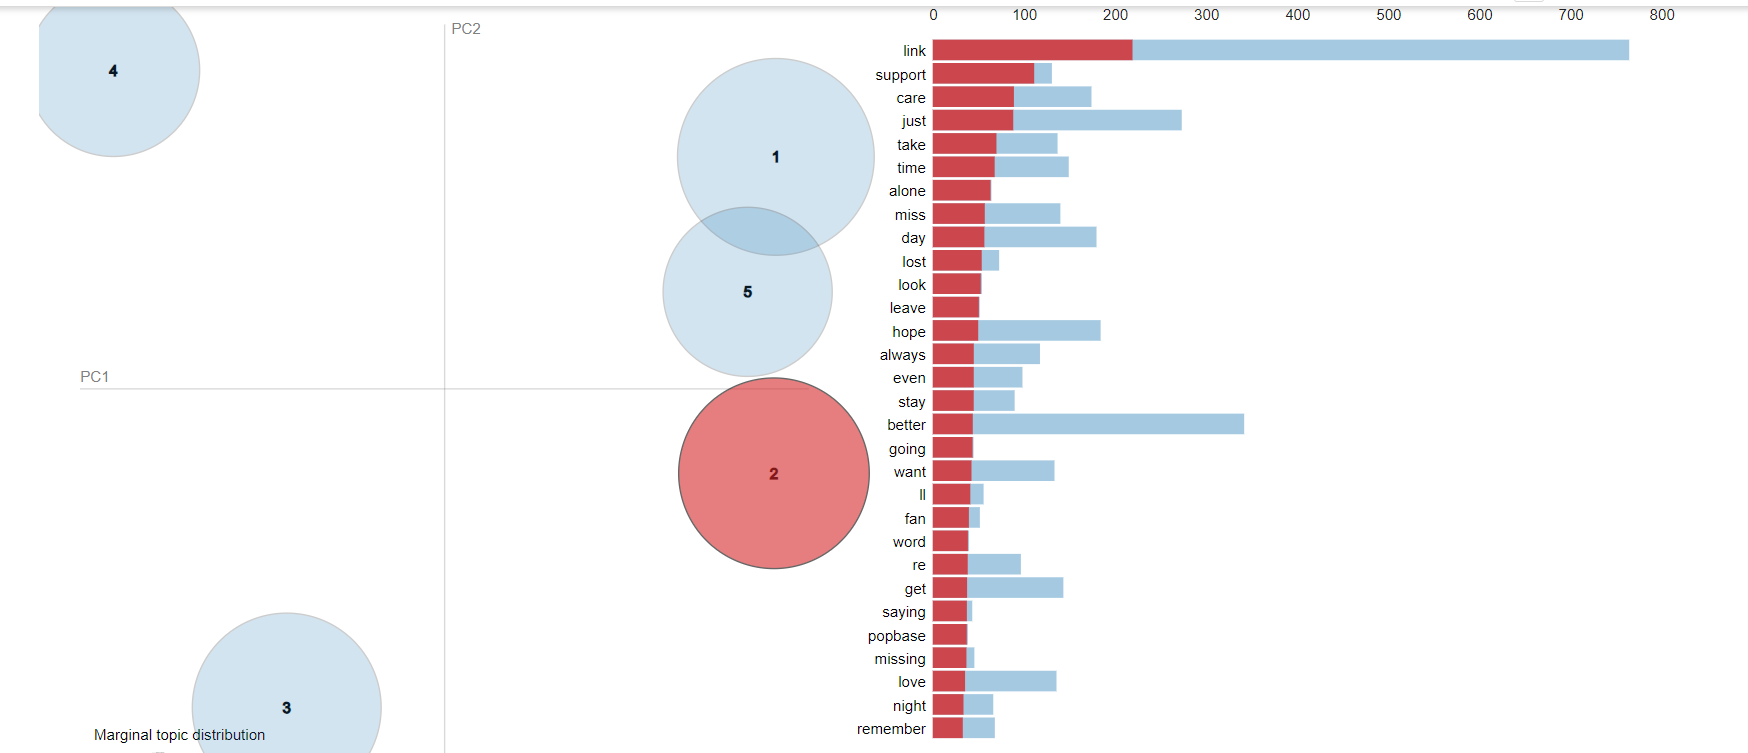 PC2
4
1
5
PC1
2
3
Marginal topic distribution
0 100 200 300 400 500 600 700 800
link
support
care
just
take
time
alone
miss
day
lost
look
leave
hope
always
even
stay
better
going
want
ll
fan
word
re
get
saying
popbase
missing
love
night
remember